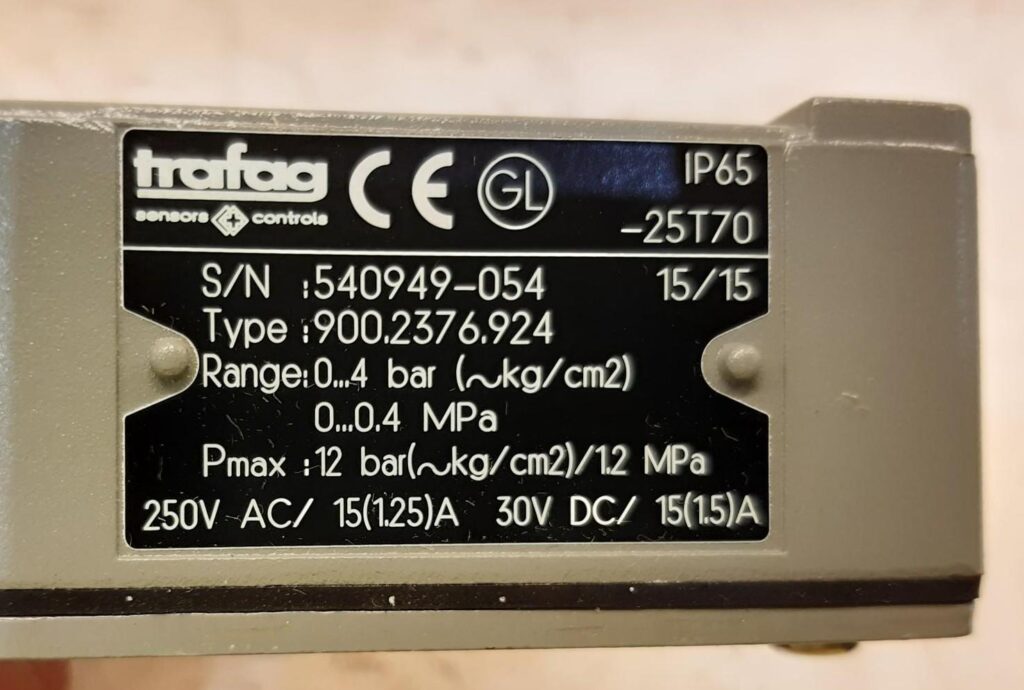 trafag CE GL IP65
sensors controls -25T70
S/N :540949-054 15/15
Type :900.2376.924
Range:0...4 bar (~kg/cm2)
0...0.4 MPa
Pmax :12 bar(~kg/cm2)/1.2 MPa
250V AC/ 15(1.25)A 30V DC/ 15(1.5)A